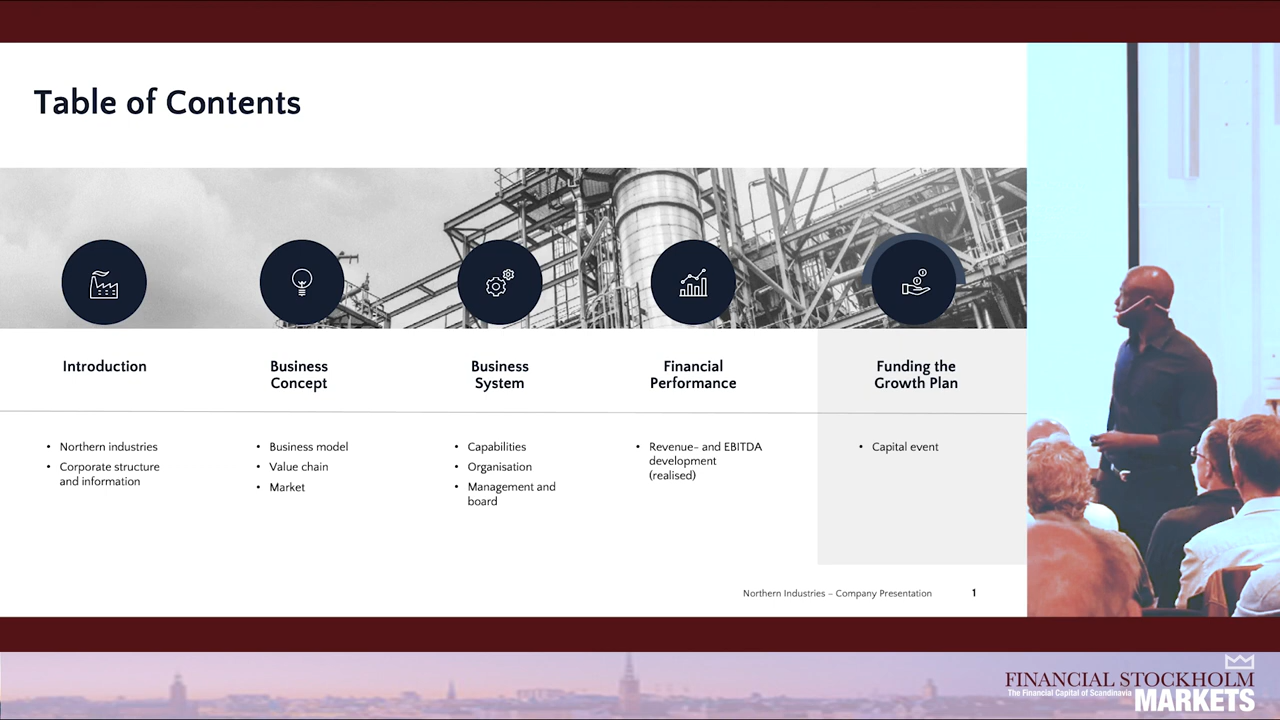 Table of Contents
Introduction
Business
Concept
Business
System
Financial
Performance
Funding the
Growth Plan
• Northern industries
• Corporate structure
and information
• Business model
• Value chain
• Market
• Capabilities
• Organisation
• Management and
board
• Revenue- and EBITDA
development
(realised)
• Capital event
Northern Industries – Company Presentation 1
FINANCIAL STOCKHOLM
The Financial Capital of Scandinavia
MARKETS